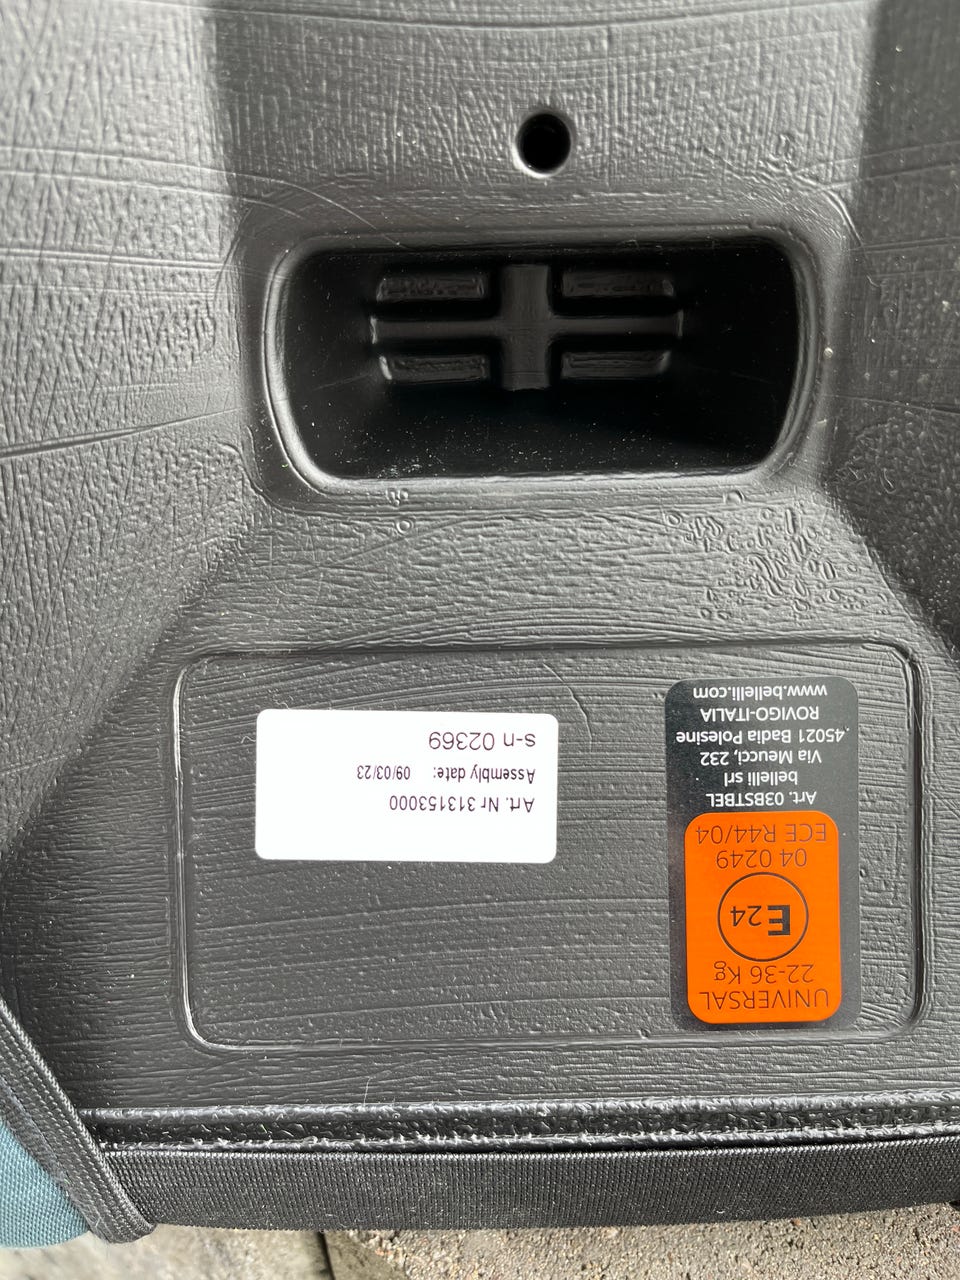 Art. Nr 313153000
Assembly date: 09/03/23
s-n 02369
UNIVERSAL
22-36 Kg
E24
04 0249
ECE R44/04
Art. 03BSTBEL
bellelli srl
Via Meucci, 232
45021 Badia Polesine
ROVIGO-ITALIA
www.bellelli.com